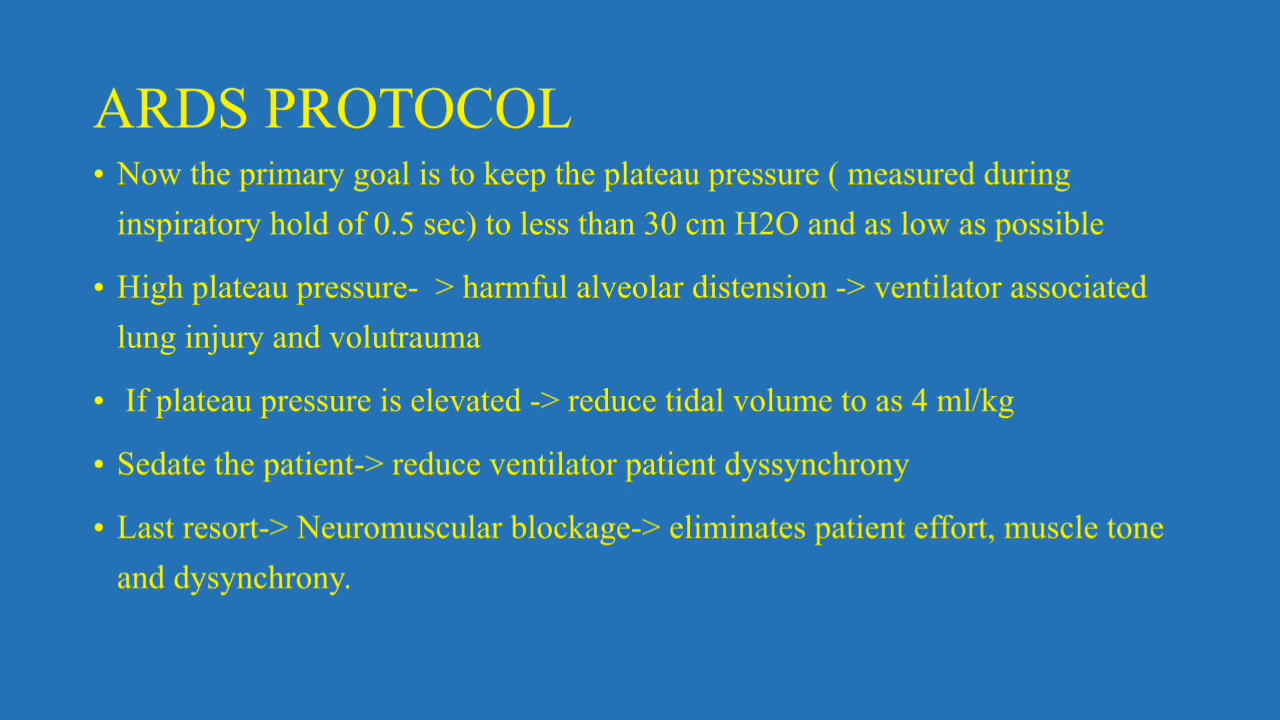 ARDS PROTOCOL
• Now the primary goal is to keep the plateau pressure ( measured during
inspiratory hold of 0.5 sec) to less than 30 cm H2O and as low as possible
• High plateau pressure-  > harmful alveolar distension -> ventilator associated
lung injury and volutrauma
•  If plateau pressure is elevated -> reduce tidal volume to as 4 ml/kg
• Sedate the patient-> reduce ventilator patient dyssynchrony
• Last resort-> Neuromuscular blockage-> eliminates patient effort, muscle tone
and dysynchrony.